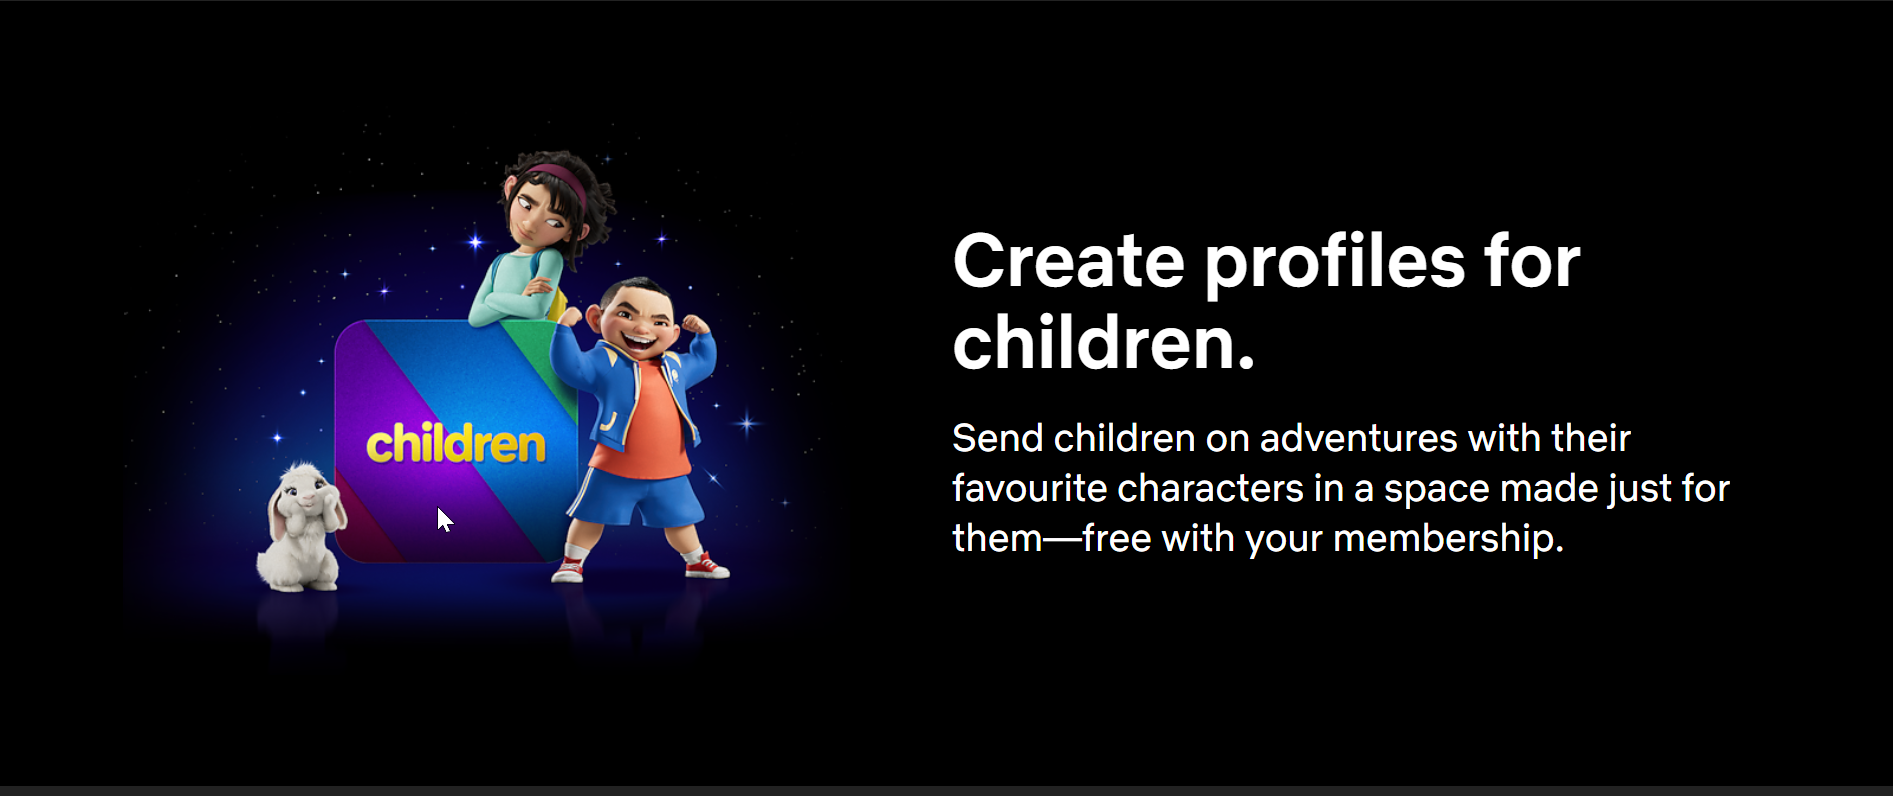 children
Create profiles for
children.
Send children on adventures with their
favourite characters in a space made just for
them—free with your membership.